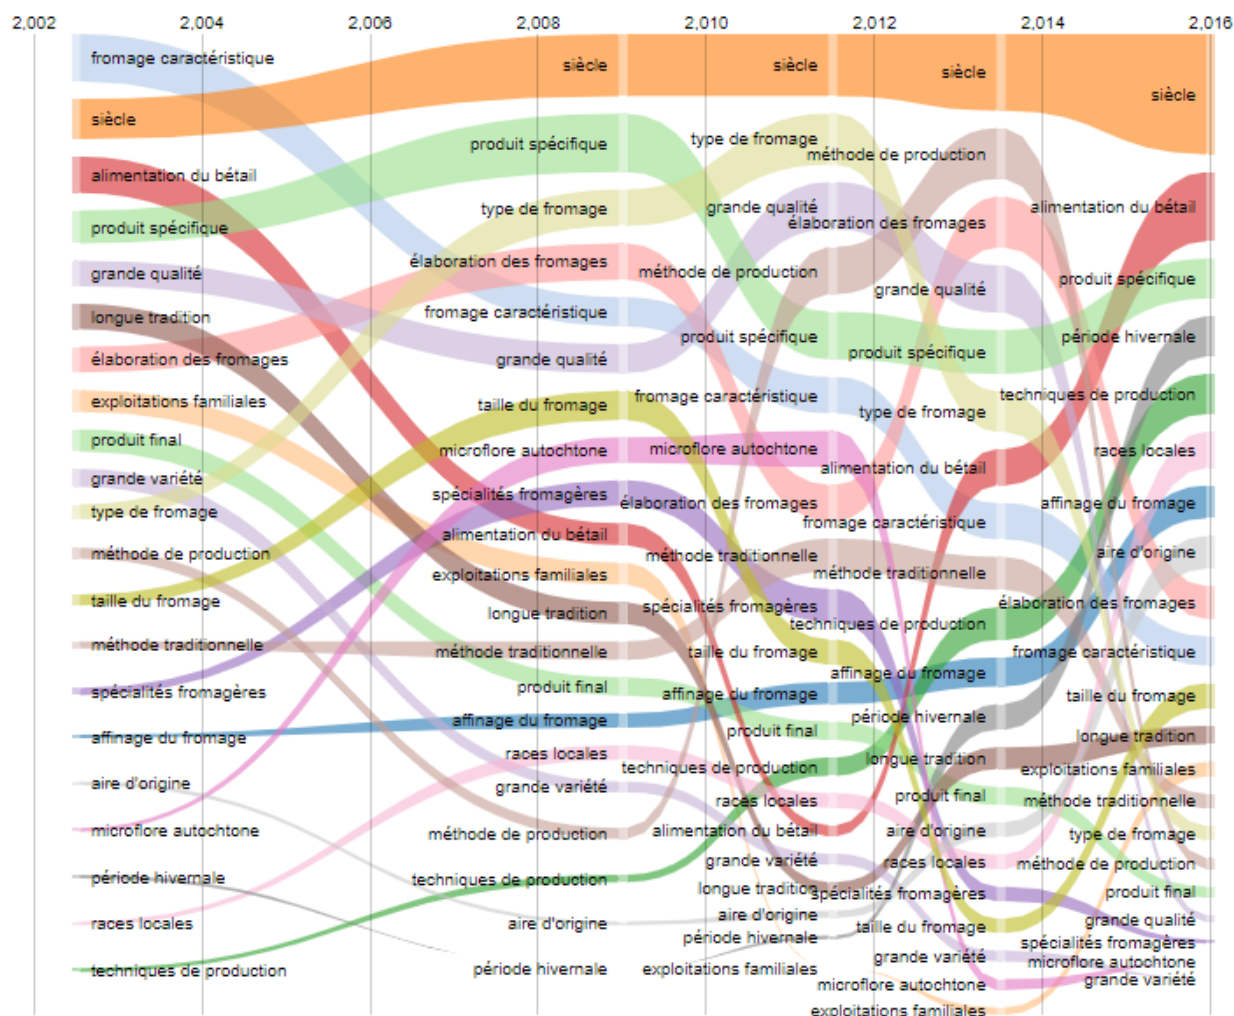 2,002
2,004
2,006
2,008
2,010
2,012
2,014
2,016
fromage caractéristique
siècle
alimentation du bétail
produit spécifique
grande qualité
longue tradition
élaboration des fromages
exploitations familiales
produit final
grande variété
type de fromage
méthode de production
taille du fromage
méthode traditionnelle
spécialités fromagères
affinage du fromage
aire d'origine
microflore autochtone
période hivernale
races locales
techniques de production
siècle
produit spécifique
type de fromage
élaboration des fromages
fromage caractéristique
grande qualité
taille du fromage
microflore autochtone
spécialités fromagères
alimentation du bétail
exploitations familiales
longue tradition
méthode traditionnelle
produit final
affinage du fromage
races locales
grande variété
méthode de production
techniques de production
aire d'origine
période hivernale
siècle
type de fromage
grande qualité
méthode de production
produit spécifique
fromage caractéristique
microflore autochtone
élaboration des fromages
méthode traditionnelle
spécialités fromagères
taille du fromage
affinage du fromage
produit final
techniques de production
races locales
alimentation du bétail
grande variété
longue tradition
aire d'origine
période hivernale
exploitations familiales
siècle
méthode de production
élaboration des fromages
grande qualité
produit spécifique
type de fromage
alimentation du bétail
fromage caractéristique
méthode traditionnelle
techniques de production
affinage du fromage
période hivernale
longue tradition
produit final
aire d'origine
races locales
spécialités fromagères
taille du fromage
grande variété
microflore autochtone
exploitations familiales
siècle
alimentation du bétail
produit spécifique
période hivernale
techniques de production
races locales
affinage du fromage
aire d'origine
élaboration des fromages
fromage caractéristique
taille du fromage
longue tradition
exploitations familiales
méthode traditionnelle
type de fromage
méthode de production
produit final
grande qualité
spécialités fromagères
microflore autochtone
grande variété